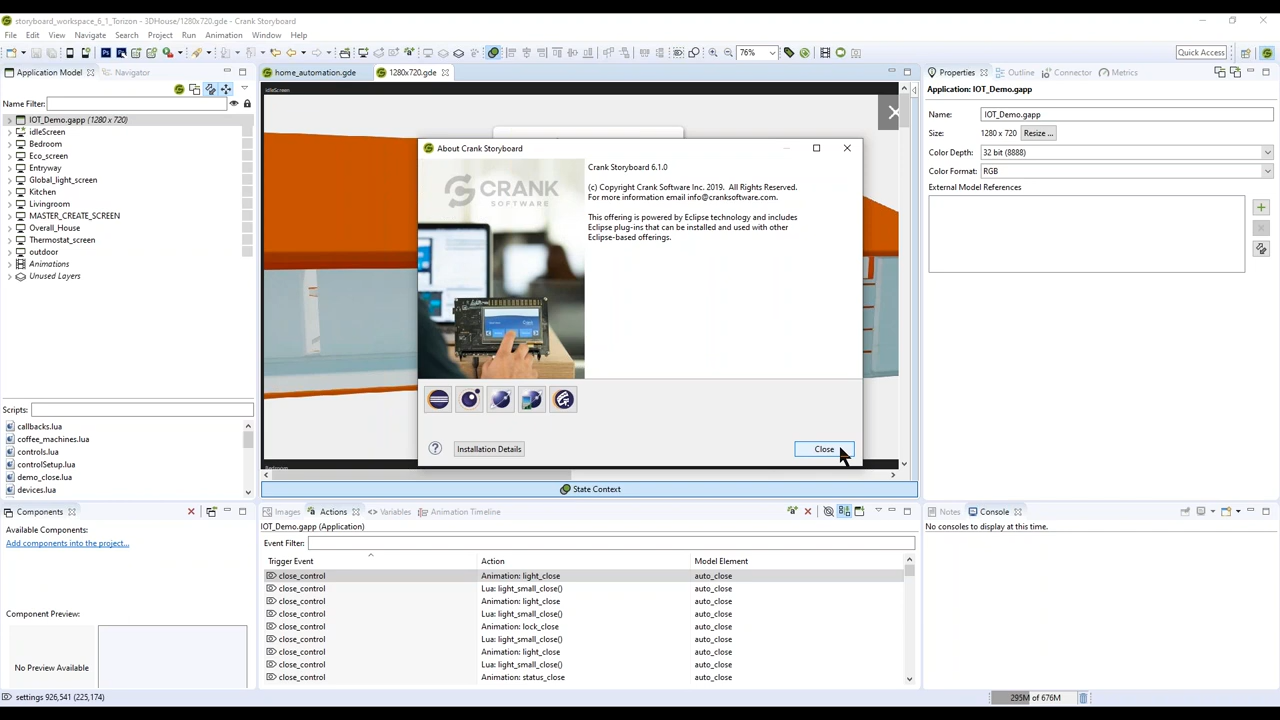 storyboard_workspace_6_1_Torizon - 3DHouse/1280x720.gde - Crank Storyboard
File Edit View Navigate Search Project Run Animation Window Help
76%
Quick Access
Application Model
Navigator
Name Filter:
IOT_Demo.gapp (1280 x 720)
idleScreen
Bedroom
Eco_screen
Entryway
Global_light_screen
Kitchen
Livingroom
MASTER_CREATE_SCREEN
Overall_House
Thermostat_screen
outdoor
Animations
Unused Layers
Scripts:
callbacks.lua
coffee_machines.lua
controls.lua
controlSetup.lua
demo_close.lua
devices.lua
Components
Available Components:
Add components into the project...
Component Preview:
No Preview Available
settings 926,541 (225,174)
home_automation.gde
1280x720.gde
idleScreen
About Crank Storyboard
CRANK
SOFTWARE
Crank Storyboard 6.1.0
(c) Copyright Crank Software Inc. 2019. All Rights Reserved.
For more information email info@cranksoftware.com.
This offering is powered by Eclipse technology and includes
Eclipse plug-ins that can be installed and used with other
Eclipse-based offerings.
Installation Details
Close
State Context
Images Actions Variables Animation Timeline
IOT_Demo.gapp (Application)
Event Filter:
Trigger Event Action Model Element
close_control Animation: light_close auto_close
close_control Lua: light_small_close() auto_close
close_control Animation: light_close auto_close
close_control Lua: light_small_close() auto_close
close_control Animation: lock_close auto_close
close_control Lua: light_small_close() auto_close
close_control Animation: light_close auto_close
close_control Lua: light_small_close() auto_close
close_control Animation: status_close auto_close
Properties Outline Connector Metrics
Application: IOT_Demo.gapp
Name: IOT_Demo.gapp
Size: 1280 x 720 Resize ...
Color Depth: 32 bit (8888)
Color Format: RGB
External Model References
Notes Console
No consoles to display at this time.
295M of 676M